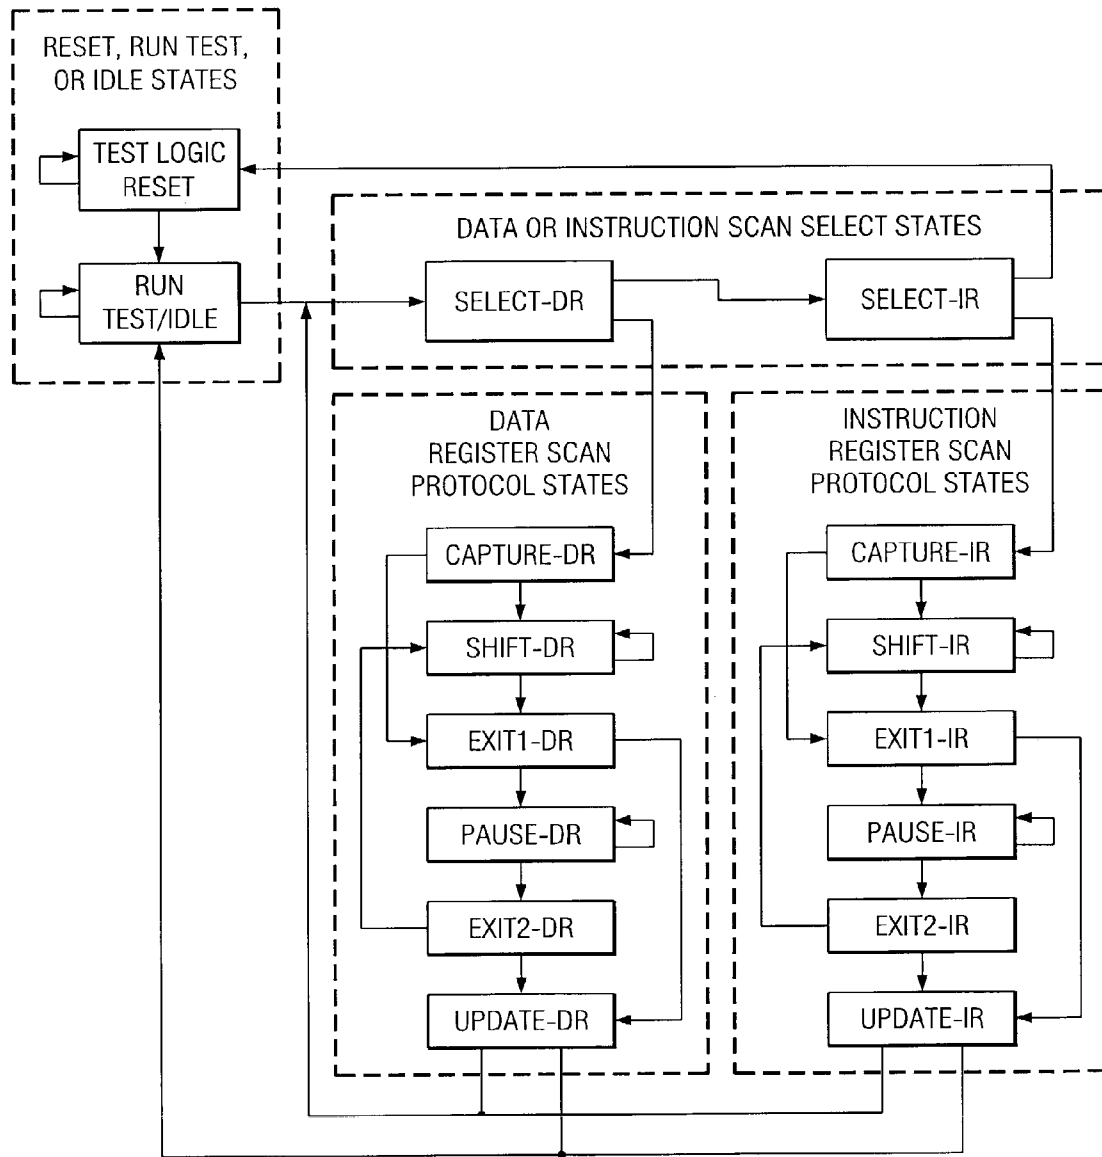 RESET, RUN TEST,
OR IDLE STATES
TEST LOGIC
RESET
RUN
TEST/IDLE
DATA OR INSTRUCTION SCAN SELECT STATES
SELECT-DR
SELECT-IR
DATA
REGISTER SCAN
PROTOCOL STATES
CAPTURE-DR
SHIFT-DR
EXIT1-DR
PAUSE-DR
EXIT2-DR
UPDATE-DR
INSTRUCTION
REGISTER SCAN
PROTOCOL STATES
CAPTURE-IR
SHIFT-IR
EXIT1-IR
PAUSE-IR
EXIT2-IR
UPDATE-IR